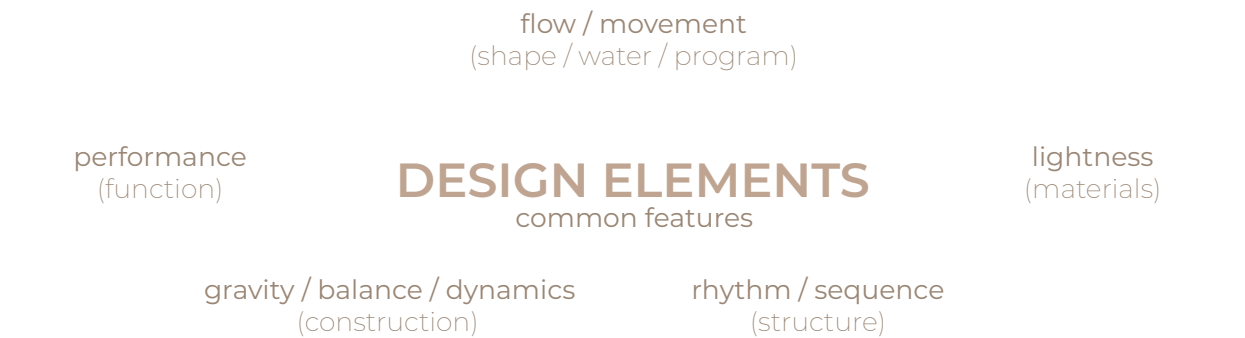 flow / movement
(shape / water / program)
performance
(function)
DESIGN ELEMENTS
common features
lightness
(materials)
gravity / balance / dynamics
(construction)
rhythm / sequence
(structure)